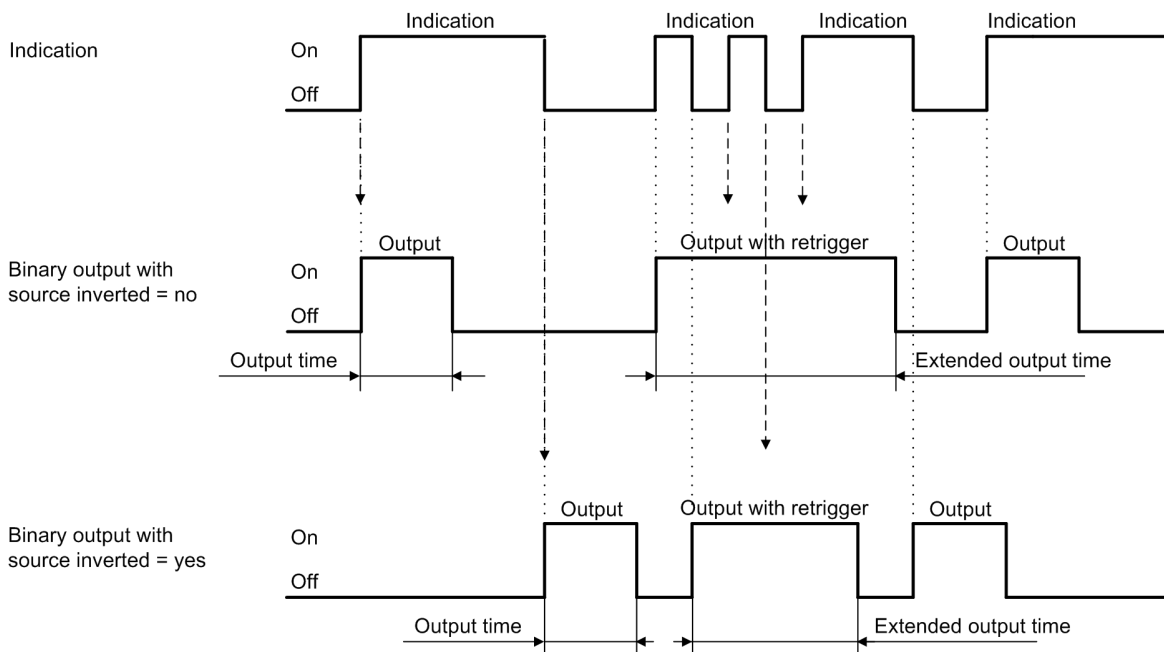 Indication Indication Indication Indication
Indication
On
Off
Output Output with retrigger Output
Binary output with
source inverted = no
On
Off
Output time Extended output time
Output Output with retrigger Output
Binary output with
source inverted = yes
On
Off
Output time Extended output time